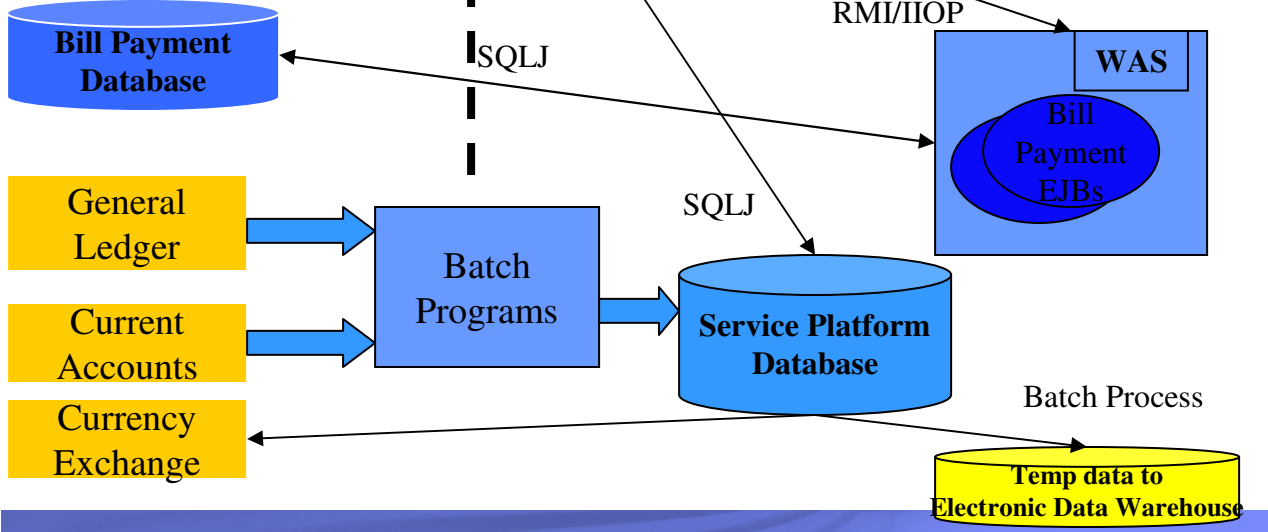 RMI/IIOP
Bill Payment
Database
SQLJ
WAS
Bill
Payment
EJBs
General
Ledger
SQLJ
Batch
Programs
Current
Accounts
Service Platform
Database
Currency
Exchange
Batch Process
Temp data to
Electronic Data Warehouse